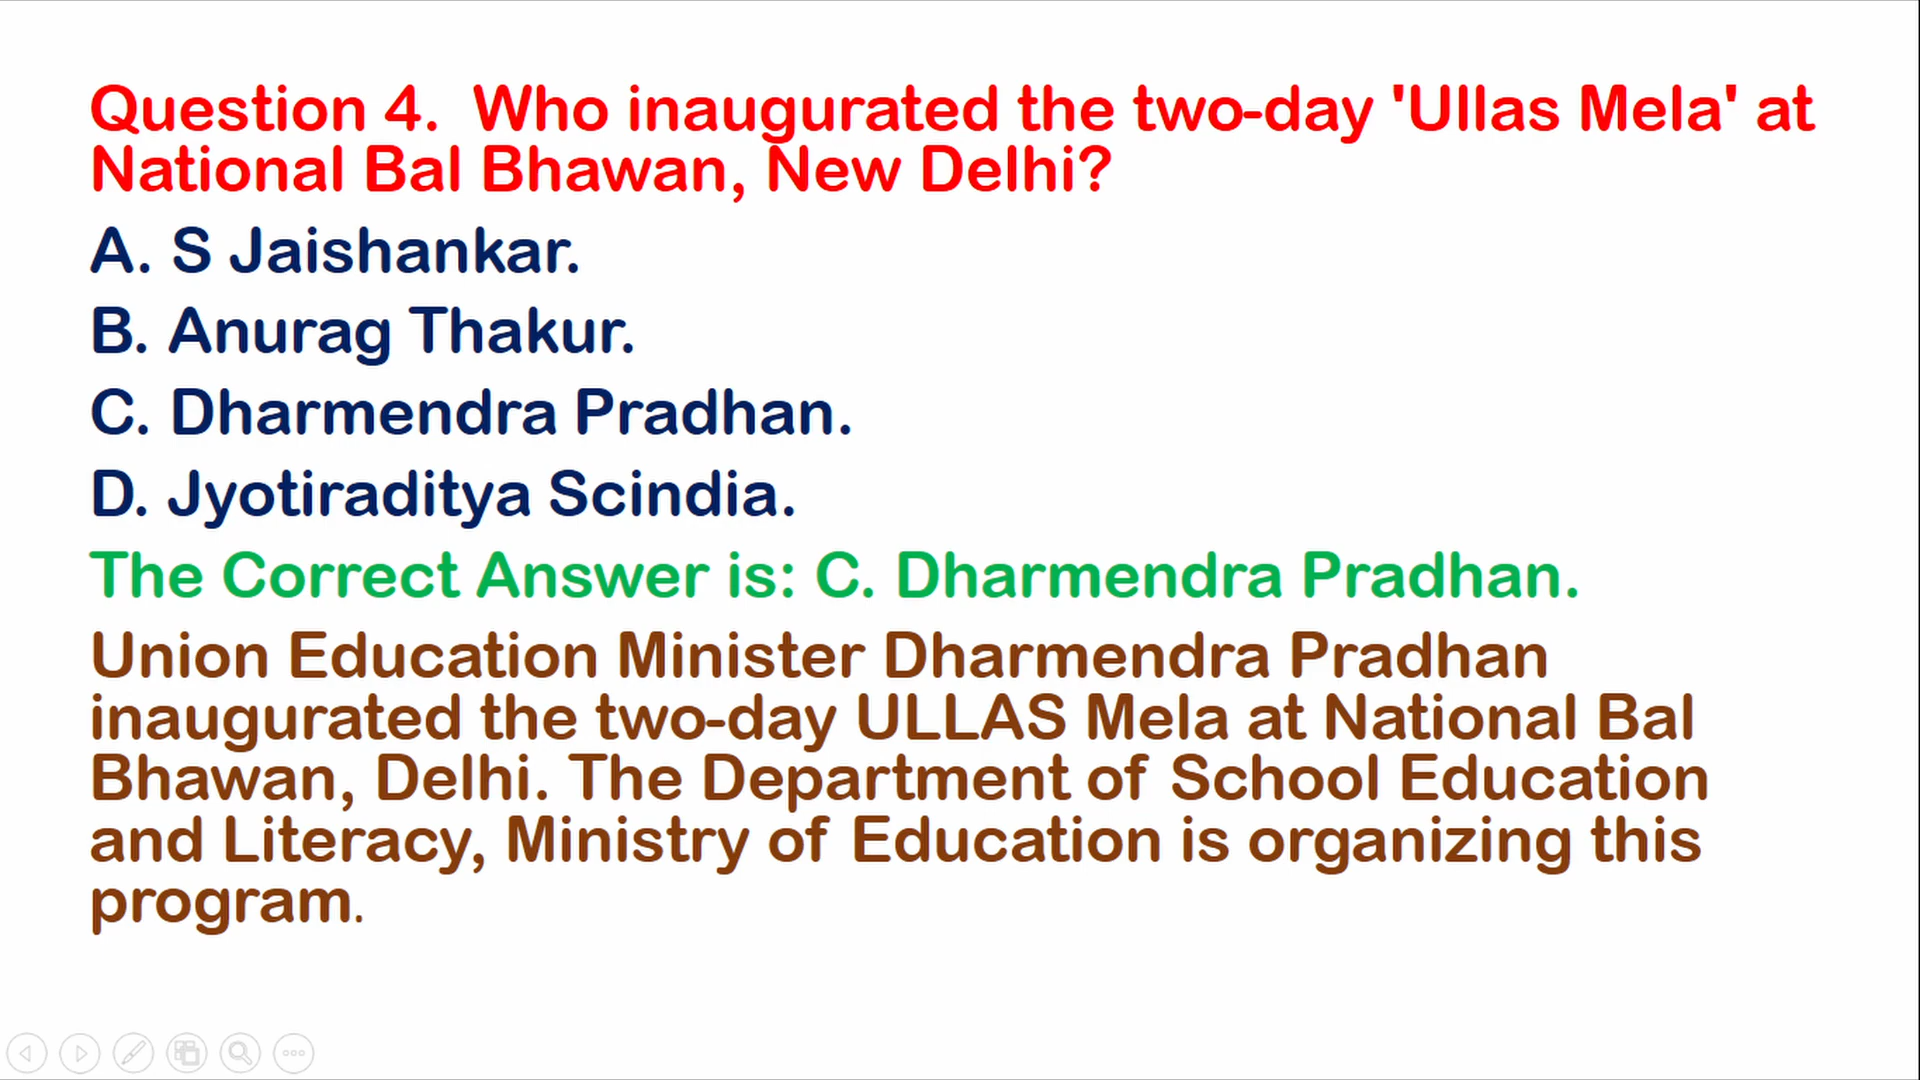 Question 4.  Who inaugurated the two-day 'Ullas Mela' at
National Bal Bhawan, New Delhi?
A. S Jaishankar.
B. Anurag Thakur.
C. Dharmendra Pradhan.
D. Jyotiraditya Scindia.
The Correct Answer is: C. Dharmendra Pradhan.
Union Education Minister Dharmendra Pradhan
inaugurated the two-day ULLAS Mela at National Bal
Bhawan, Delhi. The Department of School Education
and Literacy, Ministry of Education is organizing this
program.